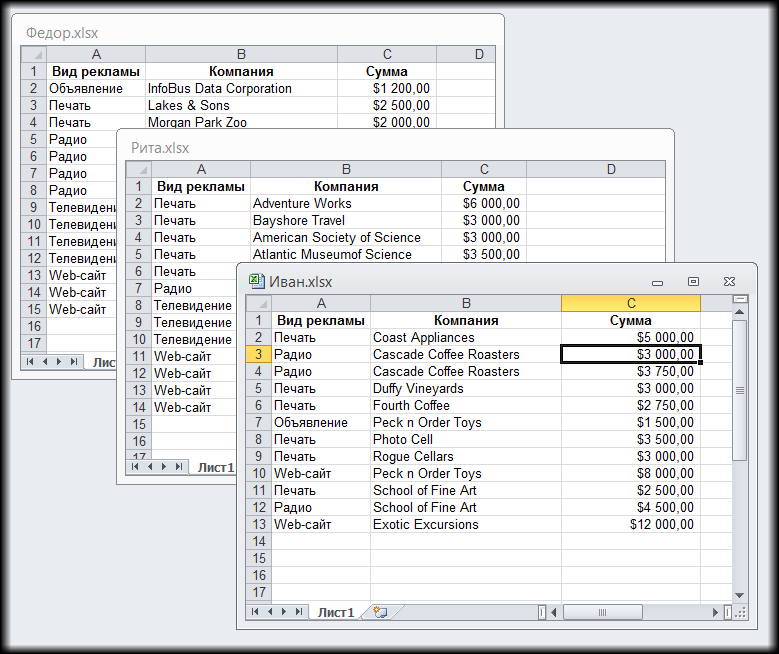 Федор.xlsx
A B C D
1 Вид рекламы Компания Сумма
2 Объявление InfoBus Data Corporation $1 200,00
3 Печать Lakes & Sons $2 500,00
4 Печать Morgan Park Zoo $2 000,00
5 Радио
6 Радио
7 Радио
8 Радио
9 Телевидени
10 Телевидени
11 Телевидени
12 Телевидени
13 Web-сайт
14 Web-сайт
15 Web-сайт
16
17
Лис
Рита.xlsx
A B C D
1 Вид рекламы Компания Сумма
2 Печать Adventure Works $6 000,00
3 Печать Bayshore Travel $3 000,00
4 Печать American Society of Science $3 000,00
5 Печать Atlantic Museumof Science $3 500,00
6 Печать
7 Радио
8 Телевидение
9 Телевидение
10 Телевидение
11 Web-сайт
12 Web-сайт
13 Web-сайт
14 Web-сайт
15
16
17
Лист1
Иван.xlsx
A B C
1 Вид рекламы Компания Сумма
2 Печать Coast Appliances $5 000,00
3 Радио Cascade Coffee Roasters $3 000,00
4 Радио Cascade Coffee Roasters $3 750,00
5 Печать Duffy Vineyards $3 000,00
6 Печать Fourth Coffee $2 750,00
7 Объявление Peck n Order Toys $1 500,00
8 Печать Photo Cell $3 500,00
9 Печать Rogue Cellars $3 000,00
10 Web-сайт Peck n Order Toys $8 000,00
11 Печать School of Fine Art $2 500,00
12 Радио School of Fine Art $4 500,00
13 Web-сайт Exotic Excursions $12 000,00
14
15
16
17
Лист1